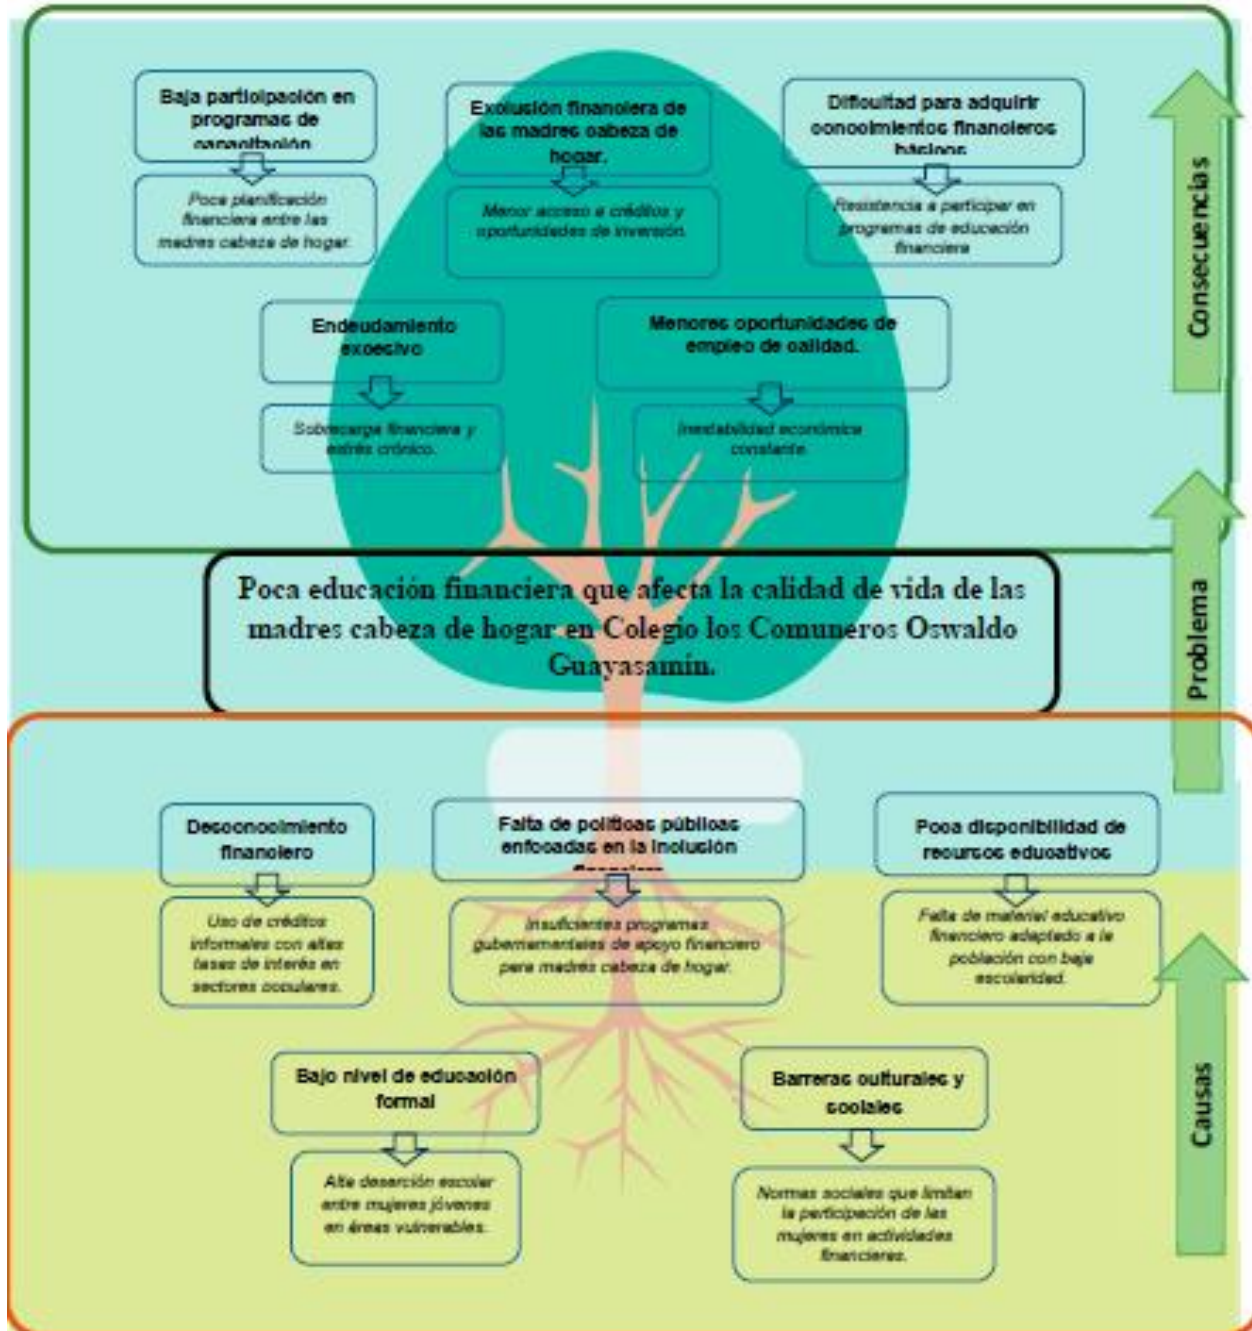 Baja participación en
programas de
capacitación
Poca planificación
financiera entre las
madres cabeza de hogar.
Exclusión financiera de
las madres cabeza de
hogar.
Menor acceso a créditos y
oportunidades de inversión.
Dificultad para adquirir
conocimientos financieros
básicos
Resistencia a participar en
programas de educación
financiera
Endeudamiento
excesivo
Sobrecarga financiera y
estrés crónico.
Menores oportunidades de
empleo de calidad.
Inestabilidad económica
constante.
Consecuencias
Poca educación financiera que afecta la calidad de vida de las
madres cabeza de hogar en Colegio los Comuneros Oswaldo
Guayasamín.
Problema
Desconocimiento
financiero
Uso de créditos
informales con altas
tasas de interés en
sectores populares.
Falta de políticas públicas
enfocadas en la inclusión
financiera
Insuficientes programas
gubernamentales de apoyo financiero
para madres cabeza de hogar.
Poca disponibilidad de
recursos educativos
Falta de material educativo
financiero adaptado a la
población con baja
escolaridad.
Bajo nivel de educación
formal
Alta deserción escolar
entre mujeres jóvenes
en áreas vulnerables.
Barreras culturales y
sociales
Normas sociales que limitan
la participación de las
mujeres en actividades
financieras.
Causas